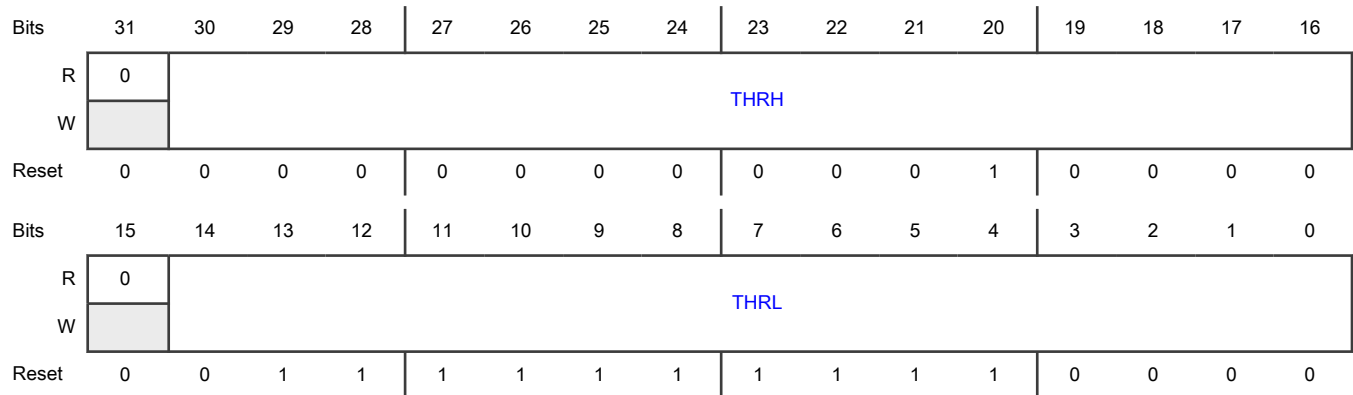 Bits 31 30 29 28 27 26 25 24 23 22 21 20 19 18 17 16
R 0
THRH
W
Reset 0 0 0 0 0 0 0 0 0 0 0 1 0 0 0 0
Bits 15 14 13 12 11 10 9 8 7 6 5 4 3 2 1 0
R 0
THRL
W
Reset 0 0 1 1 1 1 1 1 1 1 1 1 0 0 0 0